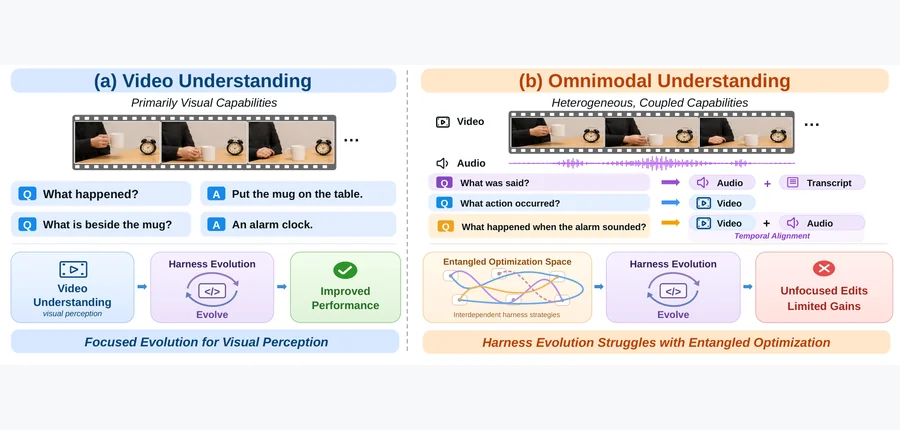 (a) Video Understanding
Primarily Visual Capabilities
...
Q What happened?
A Put the mug on the table.
Q What is beside the mug?
A An alarm clock.
Video Understanding
visual perception
Harness Evolution
</>
Evolve
Improved
Performance
Focused Evolution for Visual Perception
(b) Omnimodal Understanding
Heterogeneous, Coupled Capabilities
Video
...
Audio
Q What was said?
Audio + Transcript
Q What action occurred?
Video
Q What happened when the alarm sounded?
Video + Audio
Temporal Alignment
Entangled Optimization Space
Interdependent harness strategies
Harness Evolution
</>
Evolve
Unfocused Edits
Limited Gains
Harness Evolution Struggles with Entangled Optimization